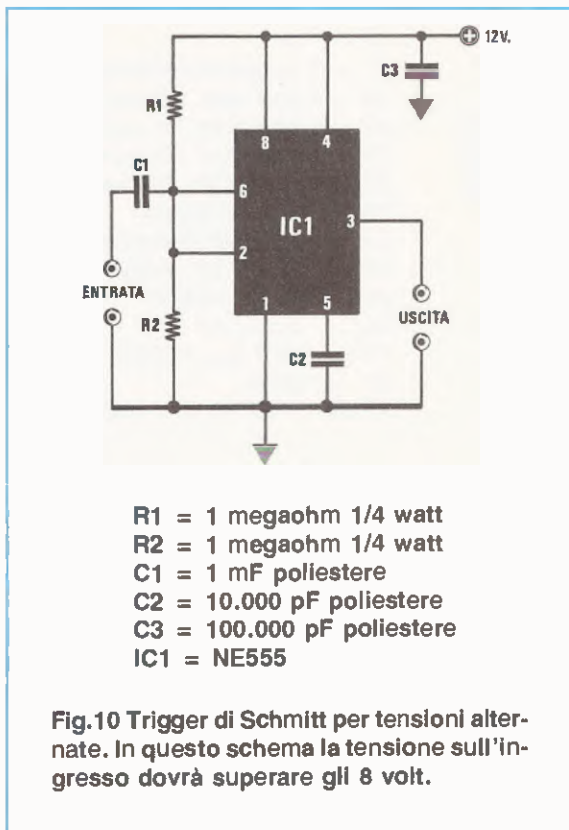 12V.
C3
R1
8
4
C1
6
IC1
3
2
ENTRATA
1
5
USCITA
R2
C2
R1 = 1 megaohm 1/4 watt
R2 = 1 megaohm 1/4 watt
C1 = 1 mF poliestere
C2 = 10.000 pF poliestere
C3 = 100.000 pF poliestere
IC1 = NE555
Fig.10 Trigger di Schmitt per tensioni alter-
nate. In questo schema la tensione sull'in-
gresso dovrà superare gli 8 volt.